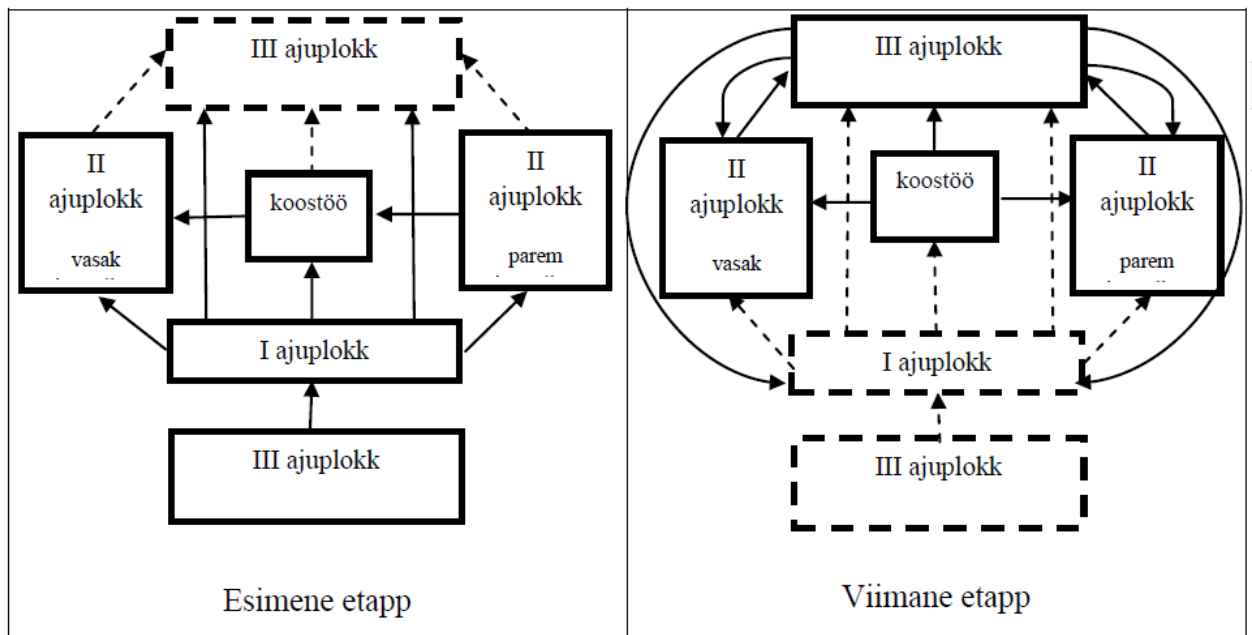 III ajuplokk
II
ajuplokk
vasak
koostöö
II
ajuplokk
parem
I ajuplokk
III ajuplokk
Esimene etapp
III ajuplokk
II
ajuplokk
vasak
koostöö
II
ajuplokk
parem
I ajuplokk
III ajuplokk
Viimane etapp